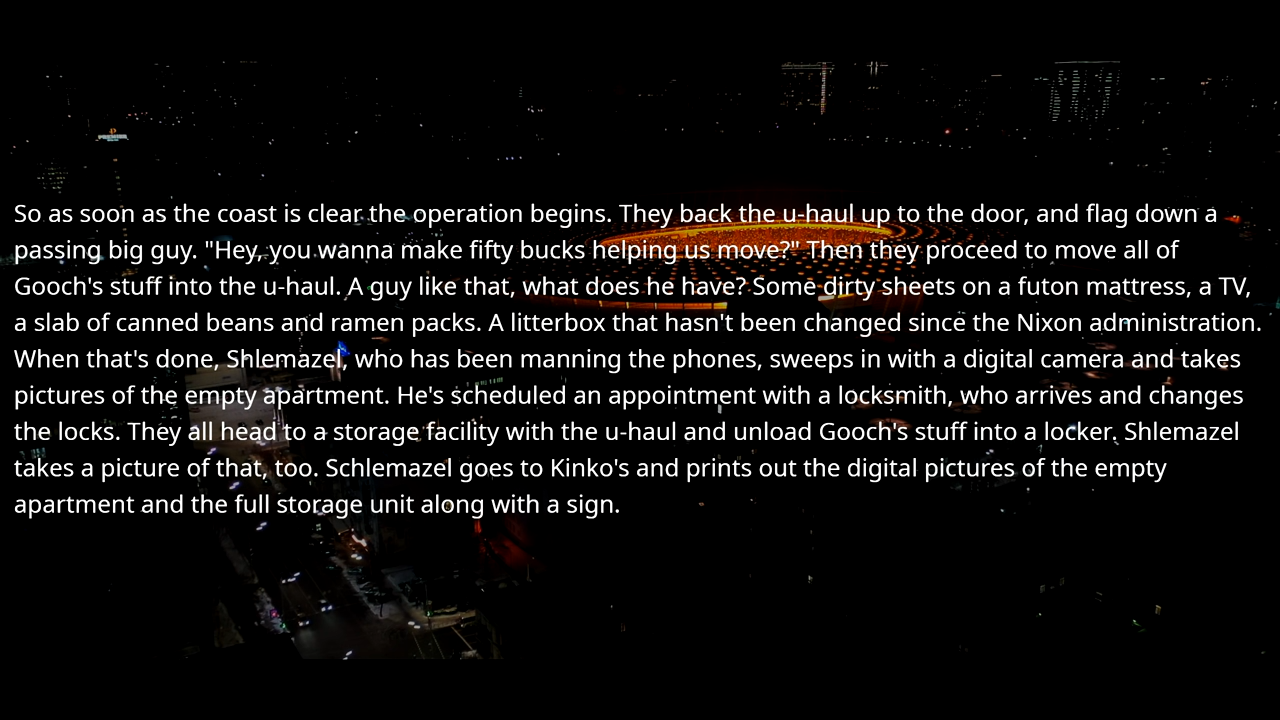 So as soon as the coast is clear the operation begins. They back the u-haul up to the door, and flag down a
passing big guy. "Hey, you wanna make fifty bucks helping us move?" Then they proceed to move all of
Gooch's stuff into the u-haul. A guy like that, what does he have? Some dirty sheets on a futon mattress, a TV,
a slab of canned beans and ramen packs. A litterbox that hasn't been changed since the Nixon administration.
When that's done, Shlemazel, who has been manning the phones, sweeps in with a digital camera and takes
pictures of the empty apartment. He's scheduled an appointment with a locksmith, who arrives and changes
the locks. They all head to a storage facility with the u-haul and unload Gooch's stuff into a locker. Shlemazel
takes a picture of that, too. Schlemazel goes to Kinko's and prints out the digital pictures of the empty
apartment and the full storage unit along with a sign.